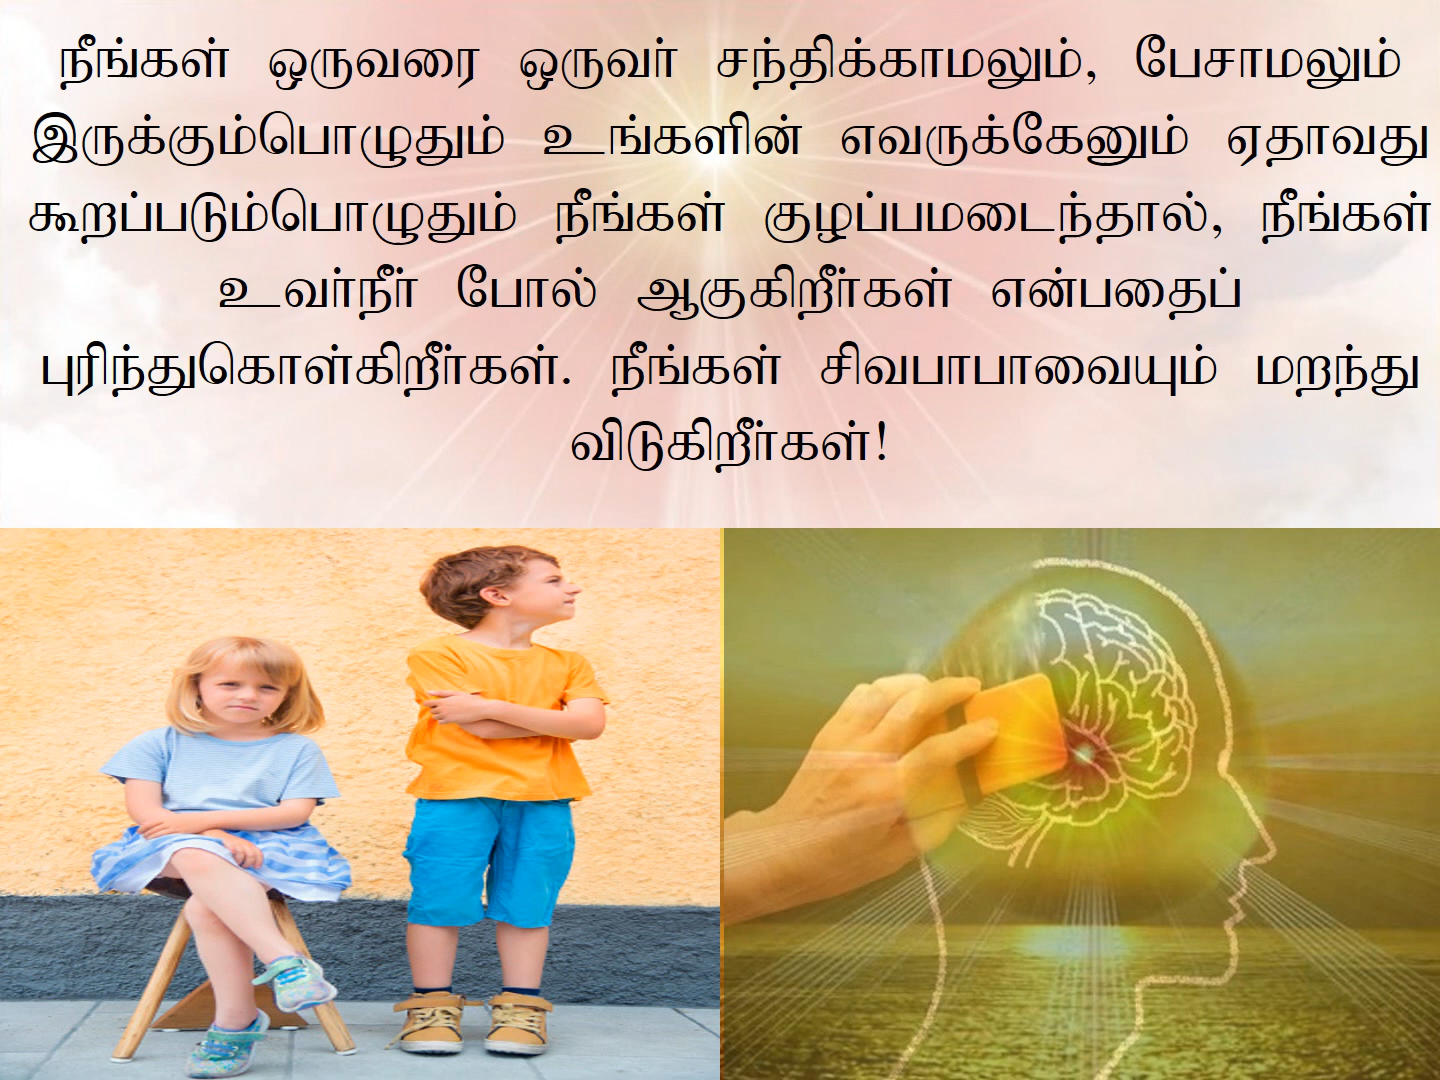 நீங்கள் ஒருவரை ஒருவர் சந்திக்காமலும், பேசாமலும்
இருக்கும்பொழுதும் உங்களின் எவருக்கேனும் ஏதாவது
கூறப்படும்பொழுதும் நீங்கள் குழப்பமடைந்தால், நீங்கள்
உவர்நீர் போல் ஆகுகிறீர்கள் என்பதைப்
புரிந்துகொள்கிறீர்கள். நீங்கள் சிவபாபாவையும் மறந்து
விடுகிறீர்கள்!